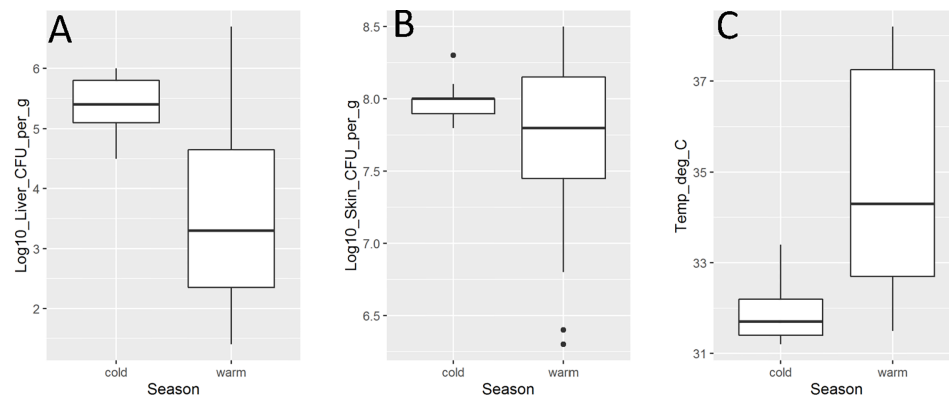 A
Log10_Liver_CFU_per_g
6
5
4
3
2
cold
warm
Season
B
Log10_Skin_CFU_per_g
8.5
8.0
7.5
7.0
6.5
cold
warm
Season
C
Temp_deg_C
37
35
33
31
cold
warm
Season